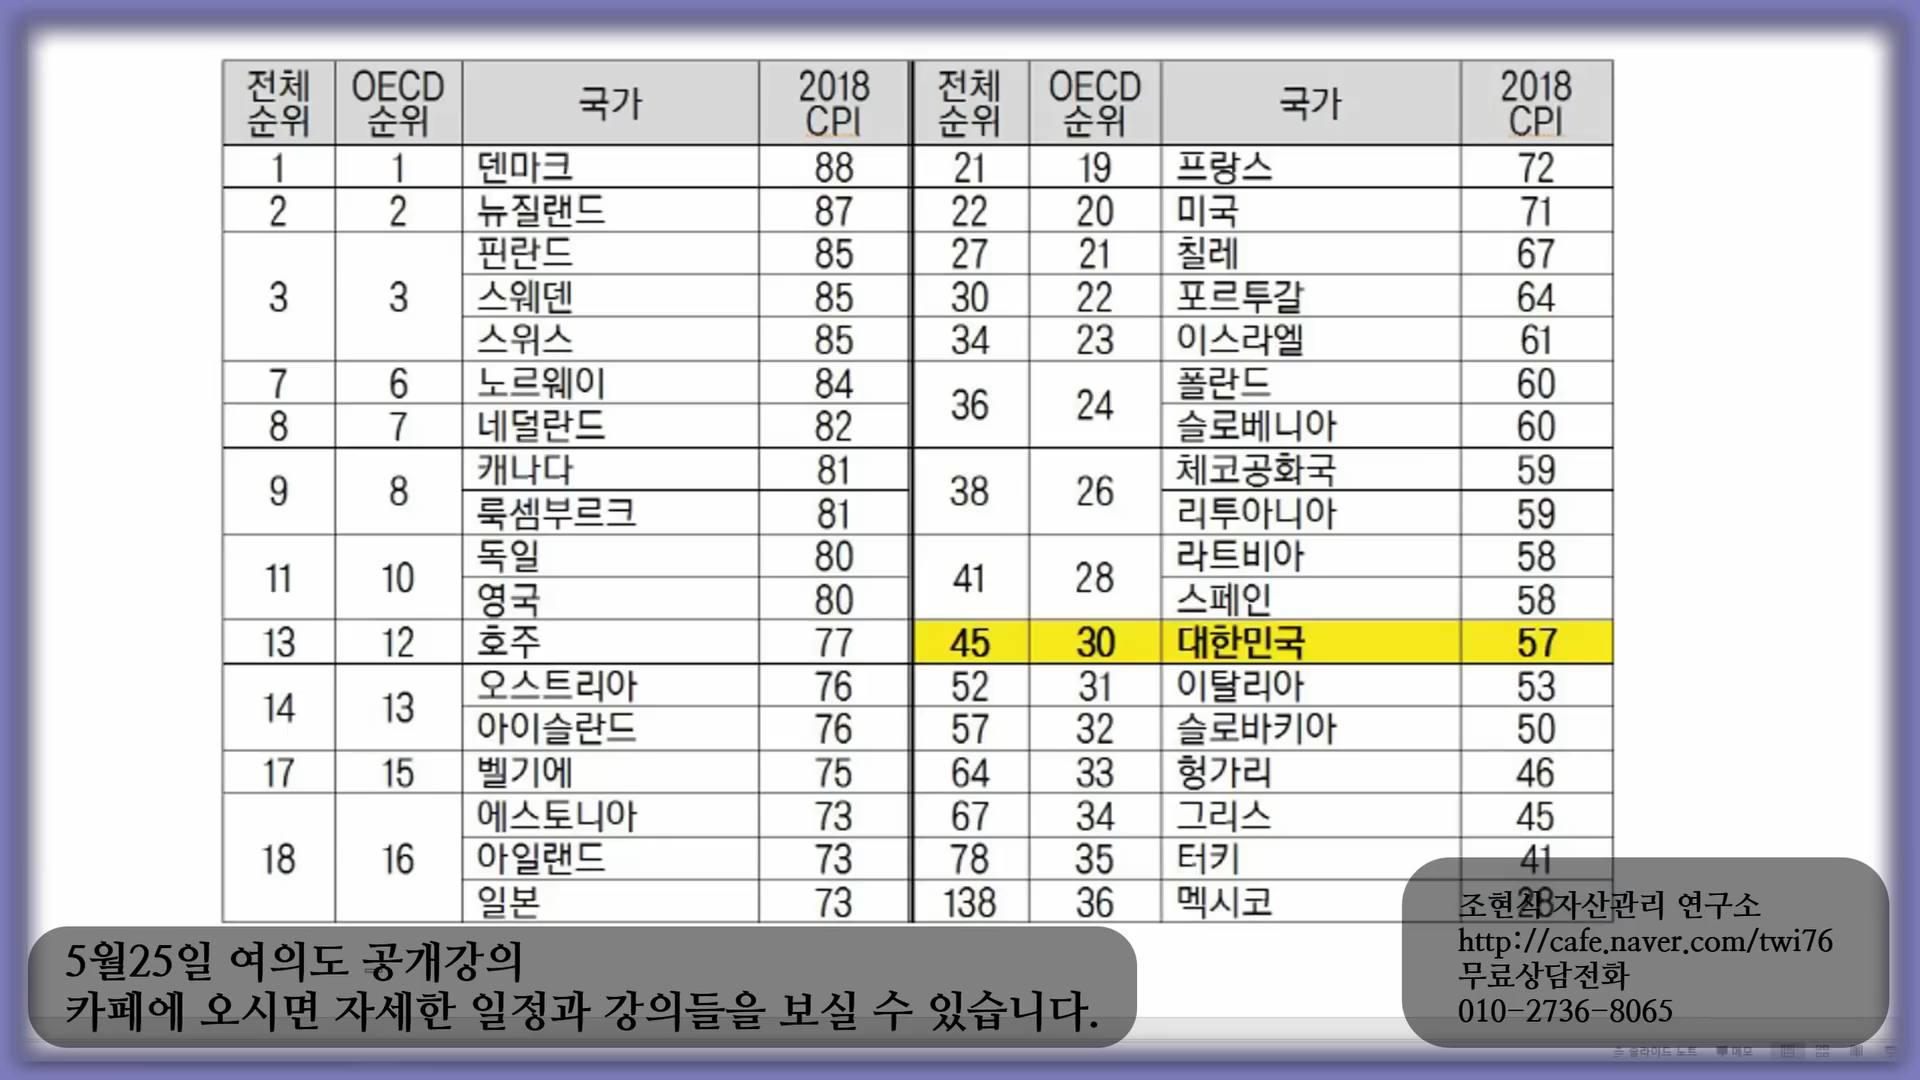 전체 순위 OECD 순위 국가 2018 CPI 전체 순위 OECD 순위 국가 2018 CPI
1 1 덴마크 88 21 19 프랑스 72
2 2 뉴질랜드 87 22 20 미국 71
3 3 핀란드 85 27 21 칠레 67
스웨덴 85 30 22 포르투갈 64
스위스 85 34 23 이스라엘 61
7 6 노르웨이 84 36 24 폴란드 60
8 7 네덜란드 82 슬로베니아 60
9 8 캐나다 81 38 26 체코공화국 59
룩셈부르크 81 리투아니아 59
11 10 독일 80 41 28 라트비아 58
영국 80 스페인 58
13 12 호주 77 45 30 대한민국 57
14 13 오스트리아 76 52 31 이탈리아 53
아이슬란드 76 57 32 슬로바키아 50
17 15 벨기에 75 64 33 헝가리 46
18 16 에스토니아 73 67 34 그리스 45
아일랜드 73 78 35 터키 41
일본 73 138 36 멕시코 28
5월25일 여의도 공개강의
카페에 오시면 자세한 일정과 강의들을 보실 수 있습니다.
자산관리 연구소
http://cafe.naver.com/twi76
무료상담전화
010-2736-8065
슬라이드 노트 메모